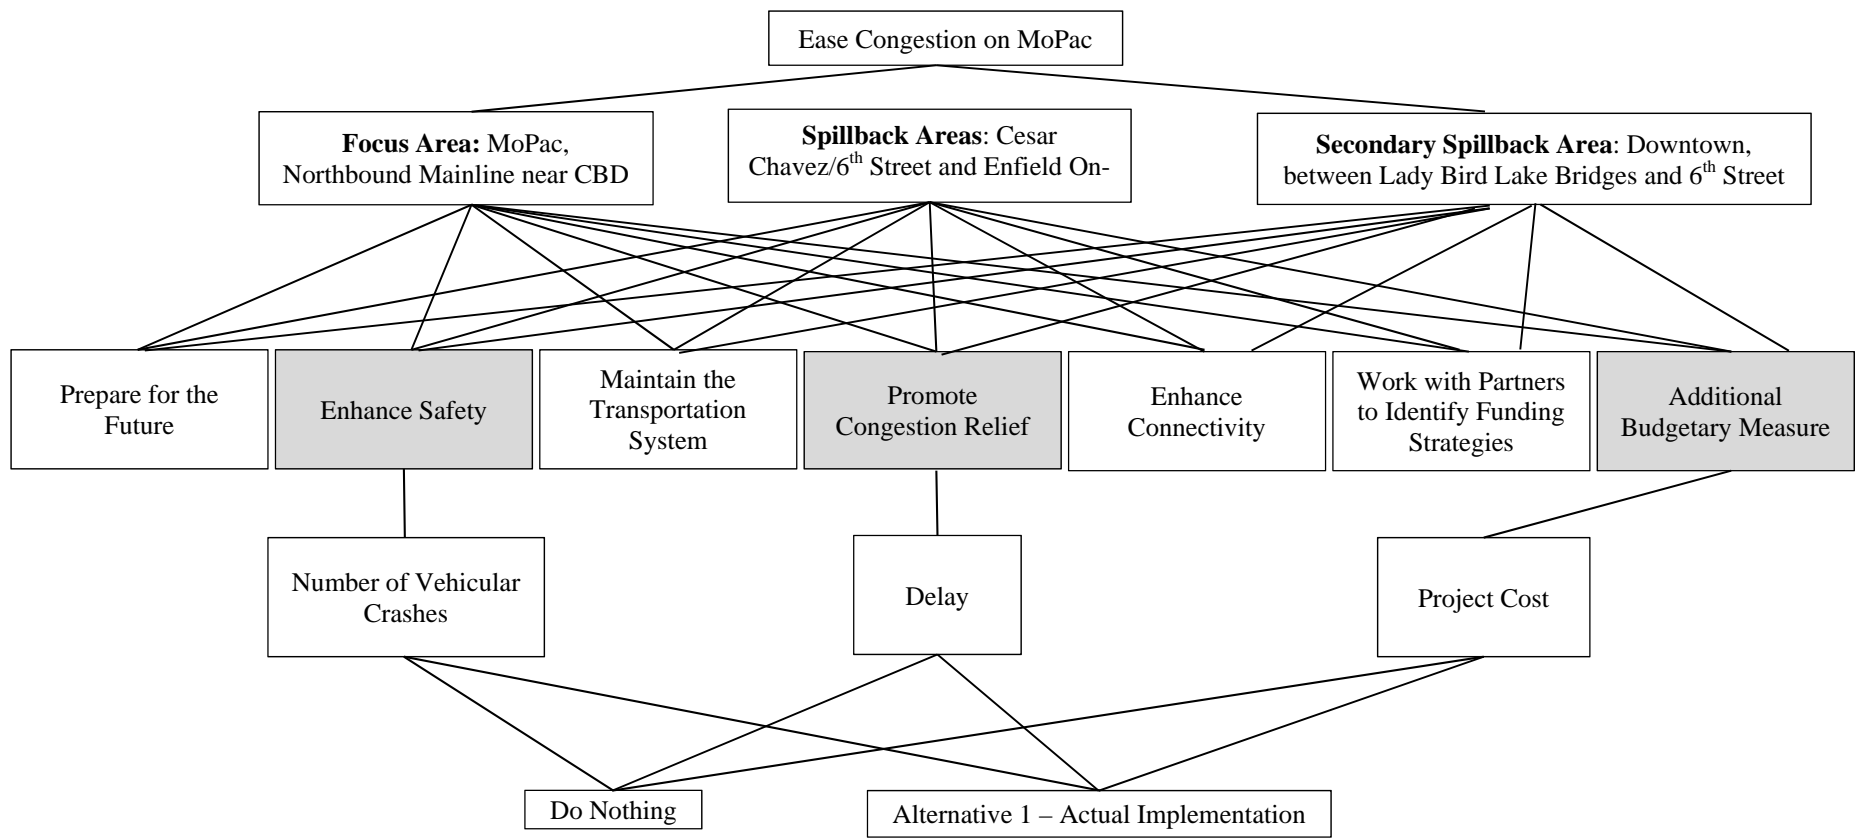 Ease Congestion on MoPac
Focus Area: MoPac,
Northbound Mainline near CBD
Spillback Areas: Cesar
Chavez/6th Street and Enfield On-
Secondary Spillback Area: Downtown,
between Lady Bird Lake Bridges and 6th Street
Prepare for the
Future
Enhance Safety
Maintain the
Transportation
System
Promote
Congestion Relief
Enhance
Connectivity
Work with Partners
to Identify Funding
Strategies
Additional
Budgetary Measure
Number of Vehicular
Crashes
Delay
Project Cost
Do Nothing
Alternative 1 – Actual Implementation